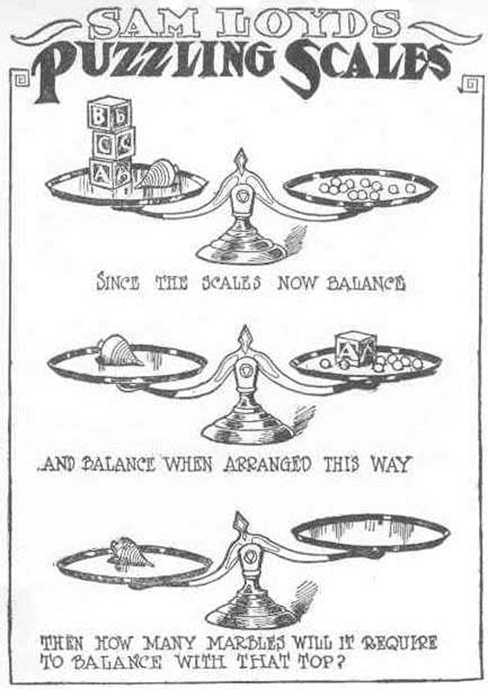 SAM LOYDS
PUZZLING SCALES
B b
C C
A
SINCE THE SCALES NOW BALANCE
A A
AND BALANCE WHEN ARRANGED THIS WAY
THEN HOW MANY MARBLES WILL IT REQUIRE
TO BALANCE WITH THAT TOP?